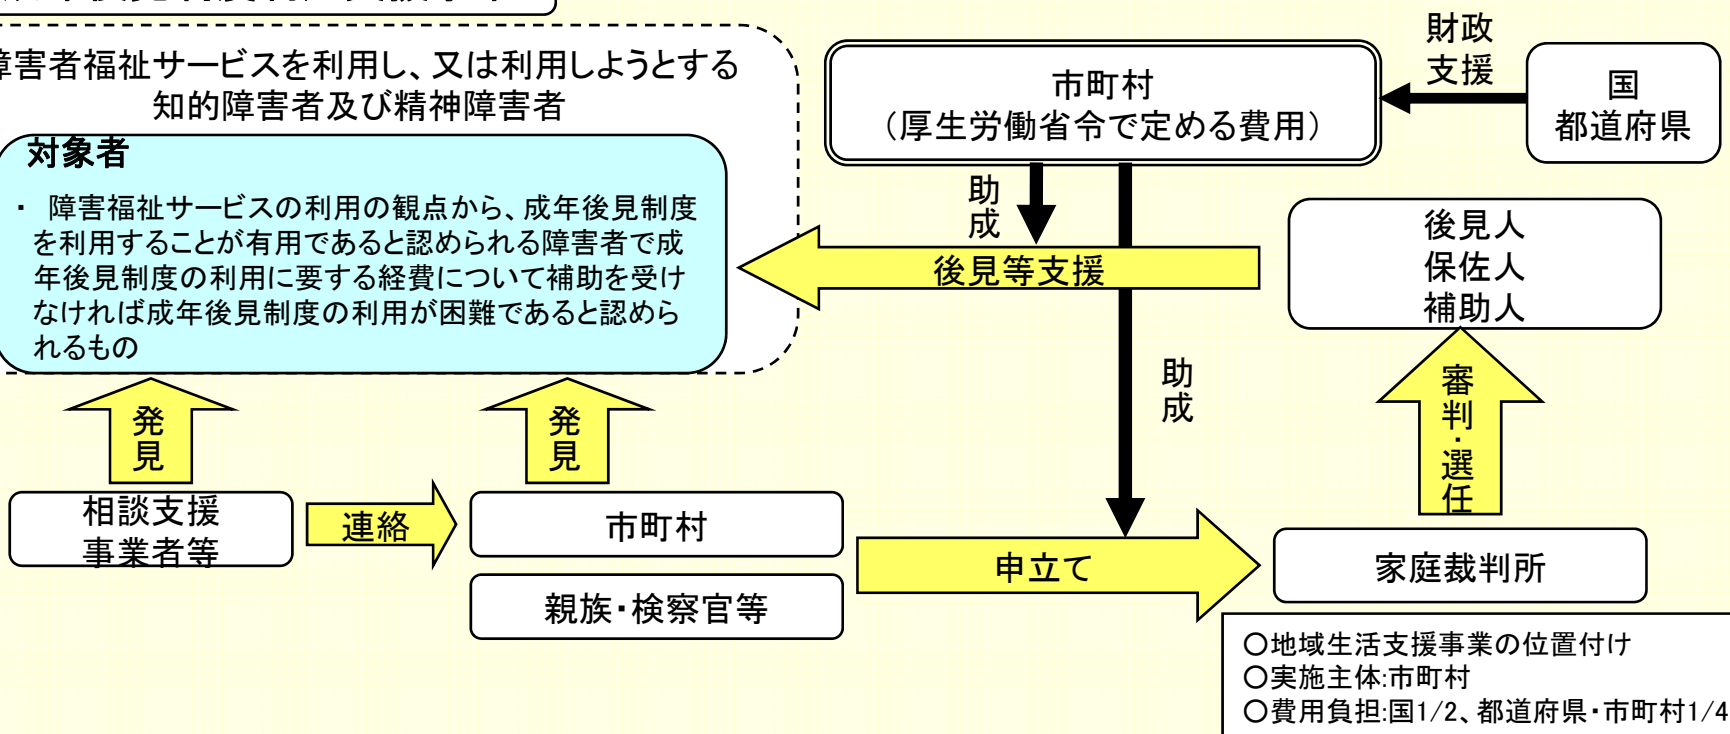 障害者福祉サービスを利用し、又は利用しようとする
知的障害者及び精神障害者
対象者
・ 障害福祉サービスの利用の観点から、成年後見制度
を利用することが有用であると認められる障害者で成
年後見制度の利用に要する経費について補助を受け
なければ成年後見制度の利用が困難であると認めら
れるもの
市町村
（厚生労働省令で定める費用）
財政
支援
国
都道府県
助成
後見等支援
後見人
保佐人
補助人
助成
審判・選任
発見
発見
相談支援
事業者等
連絡
市町村
親族・検察官等
申立て
家庭裁判所
○地域生活支援事業の位置付け
○実施主体:市町村
○費用負担:国1/2、都道府県・市町村1/4